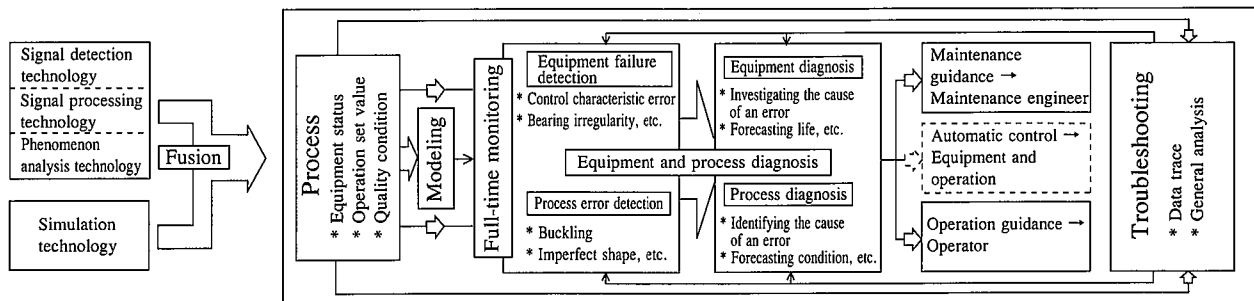 Signal detection
technology
Signal processing
technology
Phenomenon
analysis technology
Fusion
Simulation
technology
Process
* Equipment status
* Operation set value
* Quality condition
Modeling
Full-time monitoring
Equipment failure
detection
* Control characteristic error
* Bearing irregularity, etc.
Equipment and process diagnosis
Process error detection
* Buckling
* Imperfect shape, etc.
Equipment diagnosis
* Investigating the cause
of an error
* Forecasting life, etc.
Process diagnosis
* Identifying the cause
of an error
* Forecasting condition, etc.
Maintenance
guidance →
Maintenance engineer
Automatic control →
Equipment and
operation
Operation guidance →
Operator
Troubleshooting
* Data trace
* General analysis